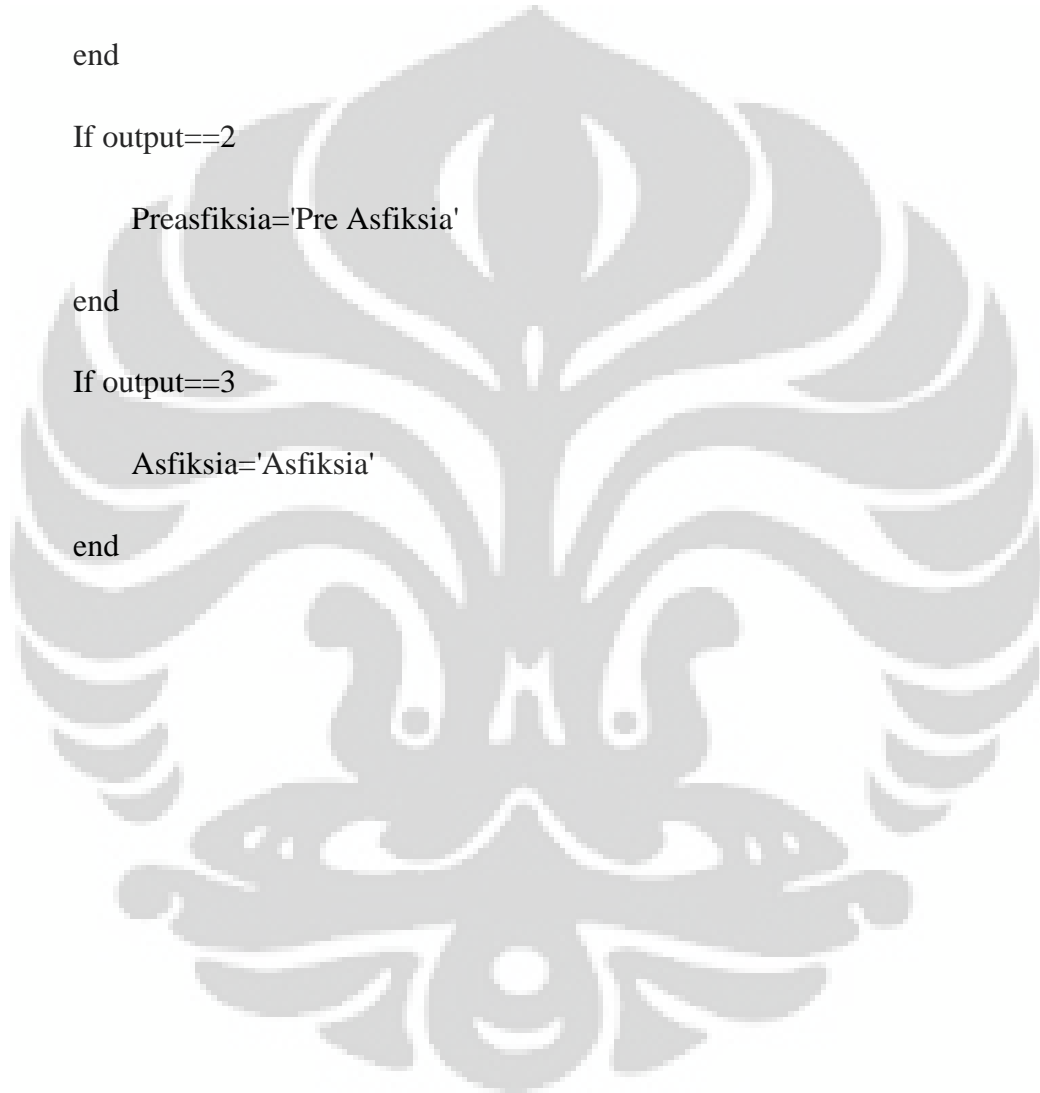 end
If output==2
Preasfiksia='Pre Asfiksia'
end
If output==3
Asfiksia='Asfiksia'
end